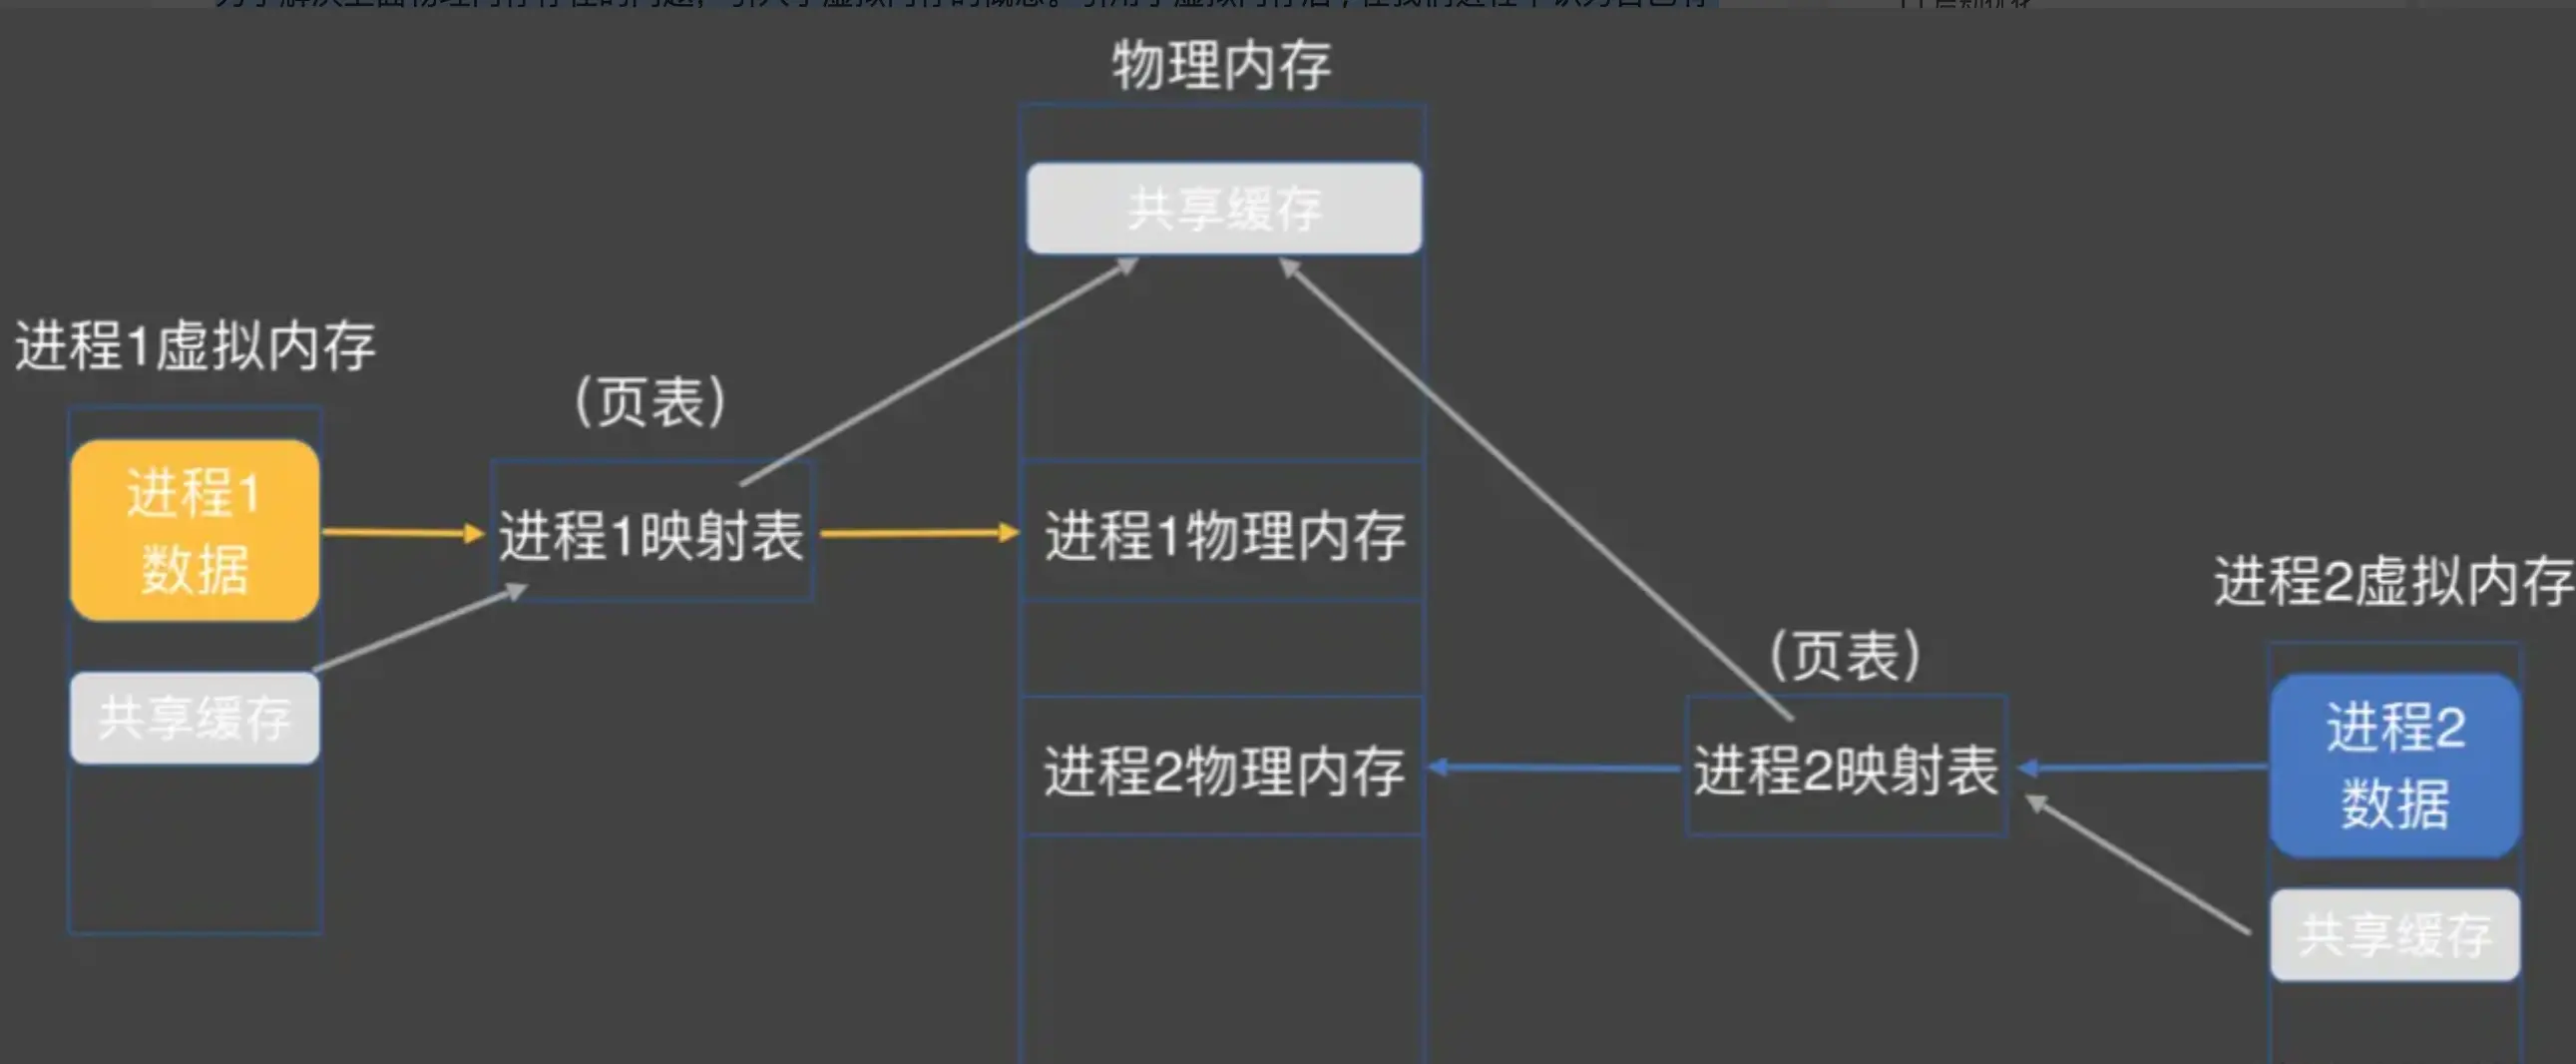 物理内存
共享缓存
进程1虚拟内存
(页表)
进程1
数据
进程1映射表
进程1物理内存
共享缓存
进程2虚拟内存
(页表)
进程2物理内存
进程2映射表
进程2
数据
共享缓存